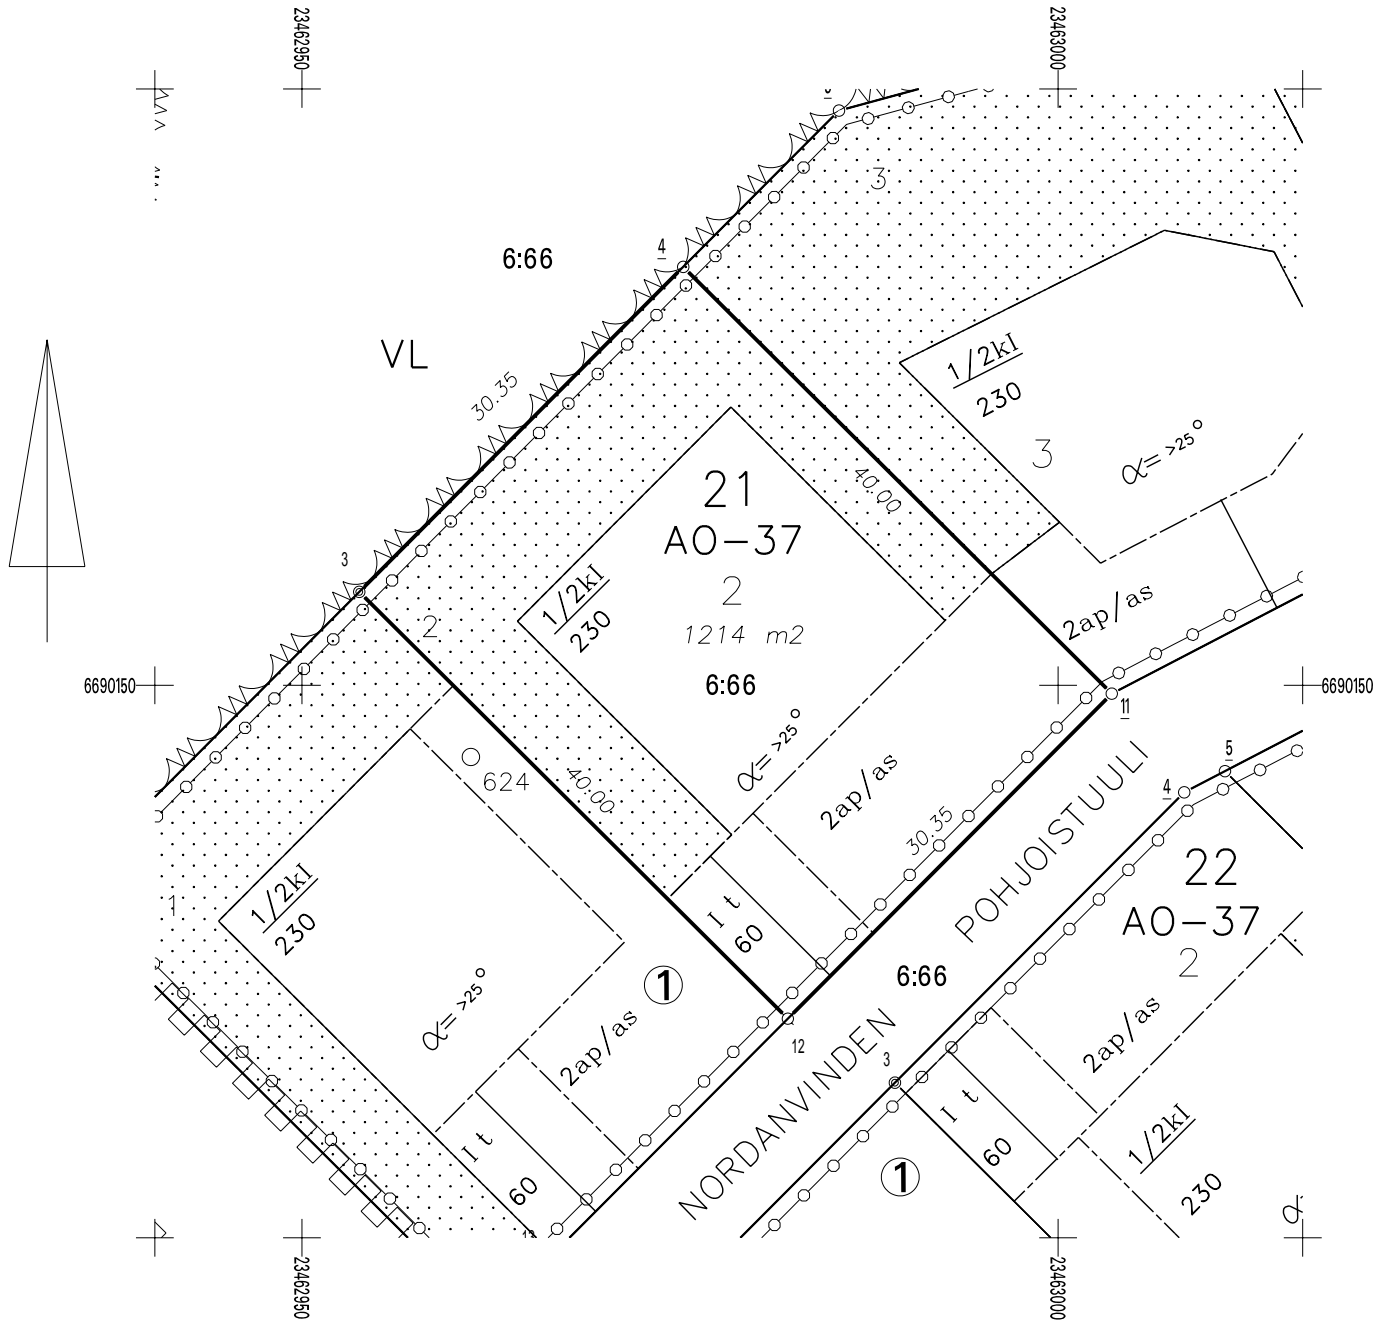 23462950
23463000
3
4
6:66
VL
1/2kI
230
30.35
3
α= >25°
40.00
21
AO-37
1/2kI
230
2
1214 m2
6:66
3
2
2ap/as
6690150
6690150
11
α= >25°
624
40.00
2ap/as
30.35
POHJOISTUULI
5
4
22
AO-37
2
1/2kI
230
1
I t
60
α= >25°
1
6:66
2ap/as
12
2ap/as
NORDANVINDEN
3
I t
60
I t
60
1
1/2kI
230
α
13
23462950
23463000